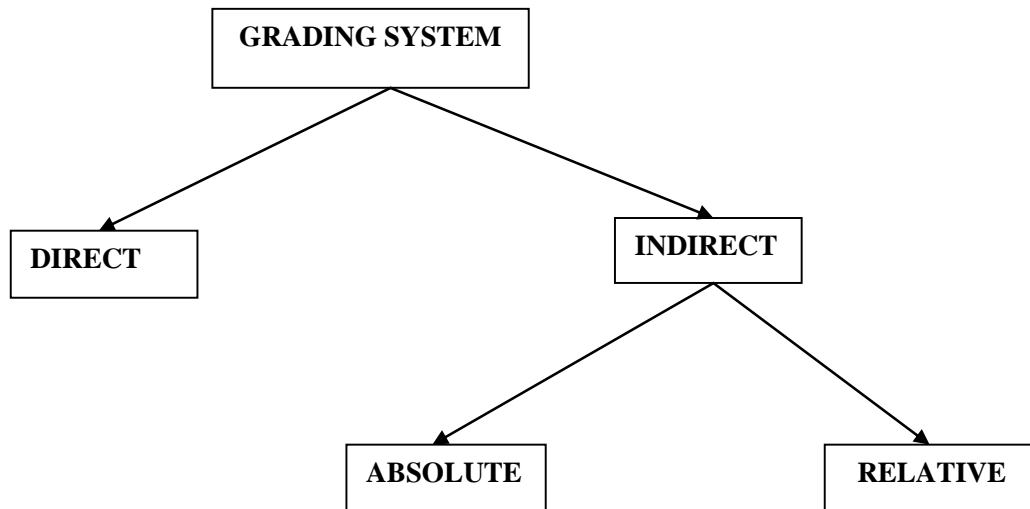 GRADING SYSTEM
DIRECT
INDIRECT
ABSOLUTE
RELATIVE